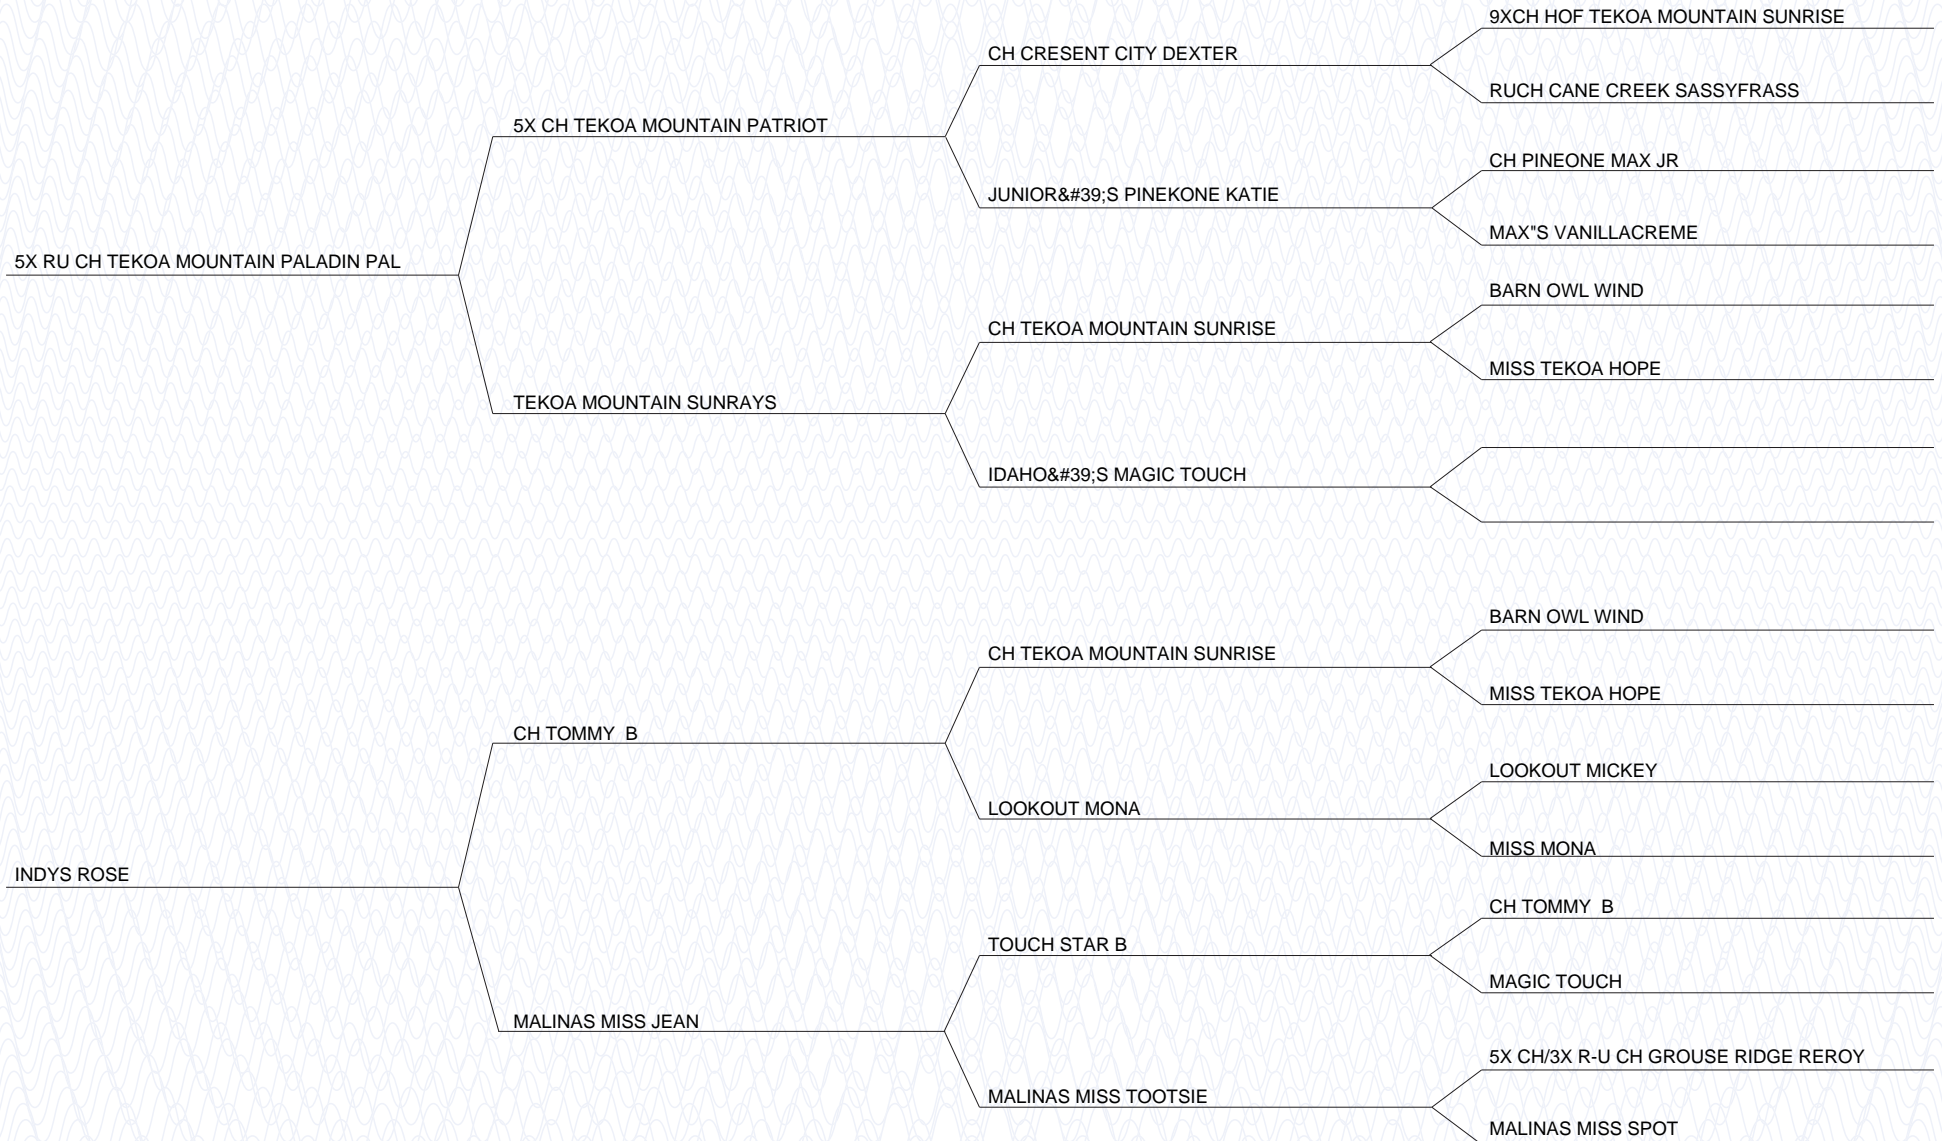 9XCH HOF TEKOA MOUNTAIN SUNRISE
CH CRESENT CITY DEXTER
RUCH CANE CREEK SASSYFRASS
5X CH TEKOA MOUNTAIN PATRIOT
CH PINEONE MAX JR
JUNIOR&#39;S PINEKONE KATIE
MAX"S VANILLACREME
5X RU CH TEKOA MOUNTAIN PALADIN PAL
BARN OWL WIND
CH TEKOA MOUNTAIN SUNRISE
MISS TEKOA HOPE
TEKOA MOUNTAIN SUNRAYS
IDAHO&#39;S MAGIC TOUCH
BARN OWL WIND
CH TEKOA MOUNTAIN SUNRISE
MISS TEKOA HOPE
CH TOMMY  B
LOOKOUT MICKEY
LOOKOUT MONA
MISS MONA
INDYS ROSE
CH TOMMY  B
TOUCH STAR B
MAGIC TOUCH
MALINAS MISS JEAN
5X CH/3X R-U CH GROUSE RIDGE REROY
MALINAS MISS TOOTSIE
MALINAS MISS SPOT